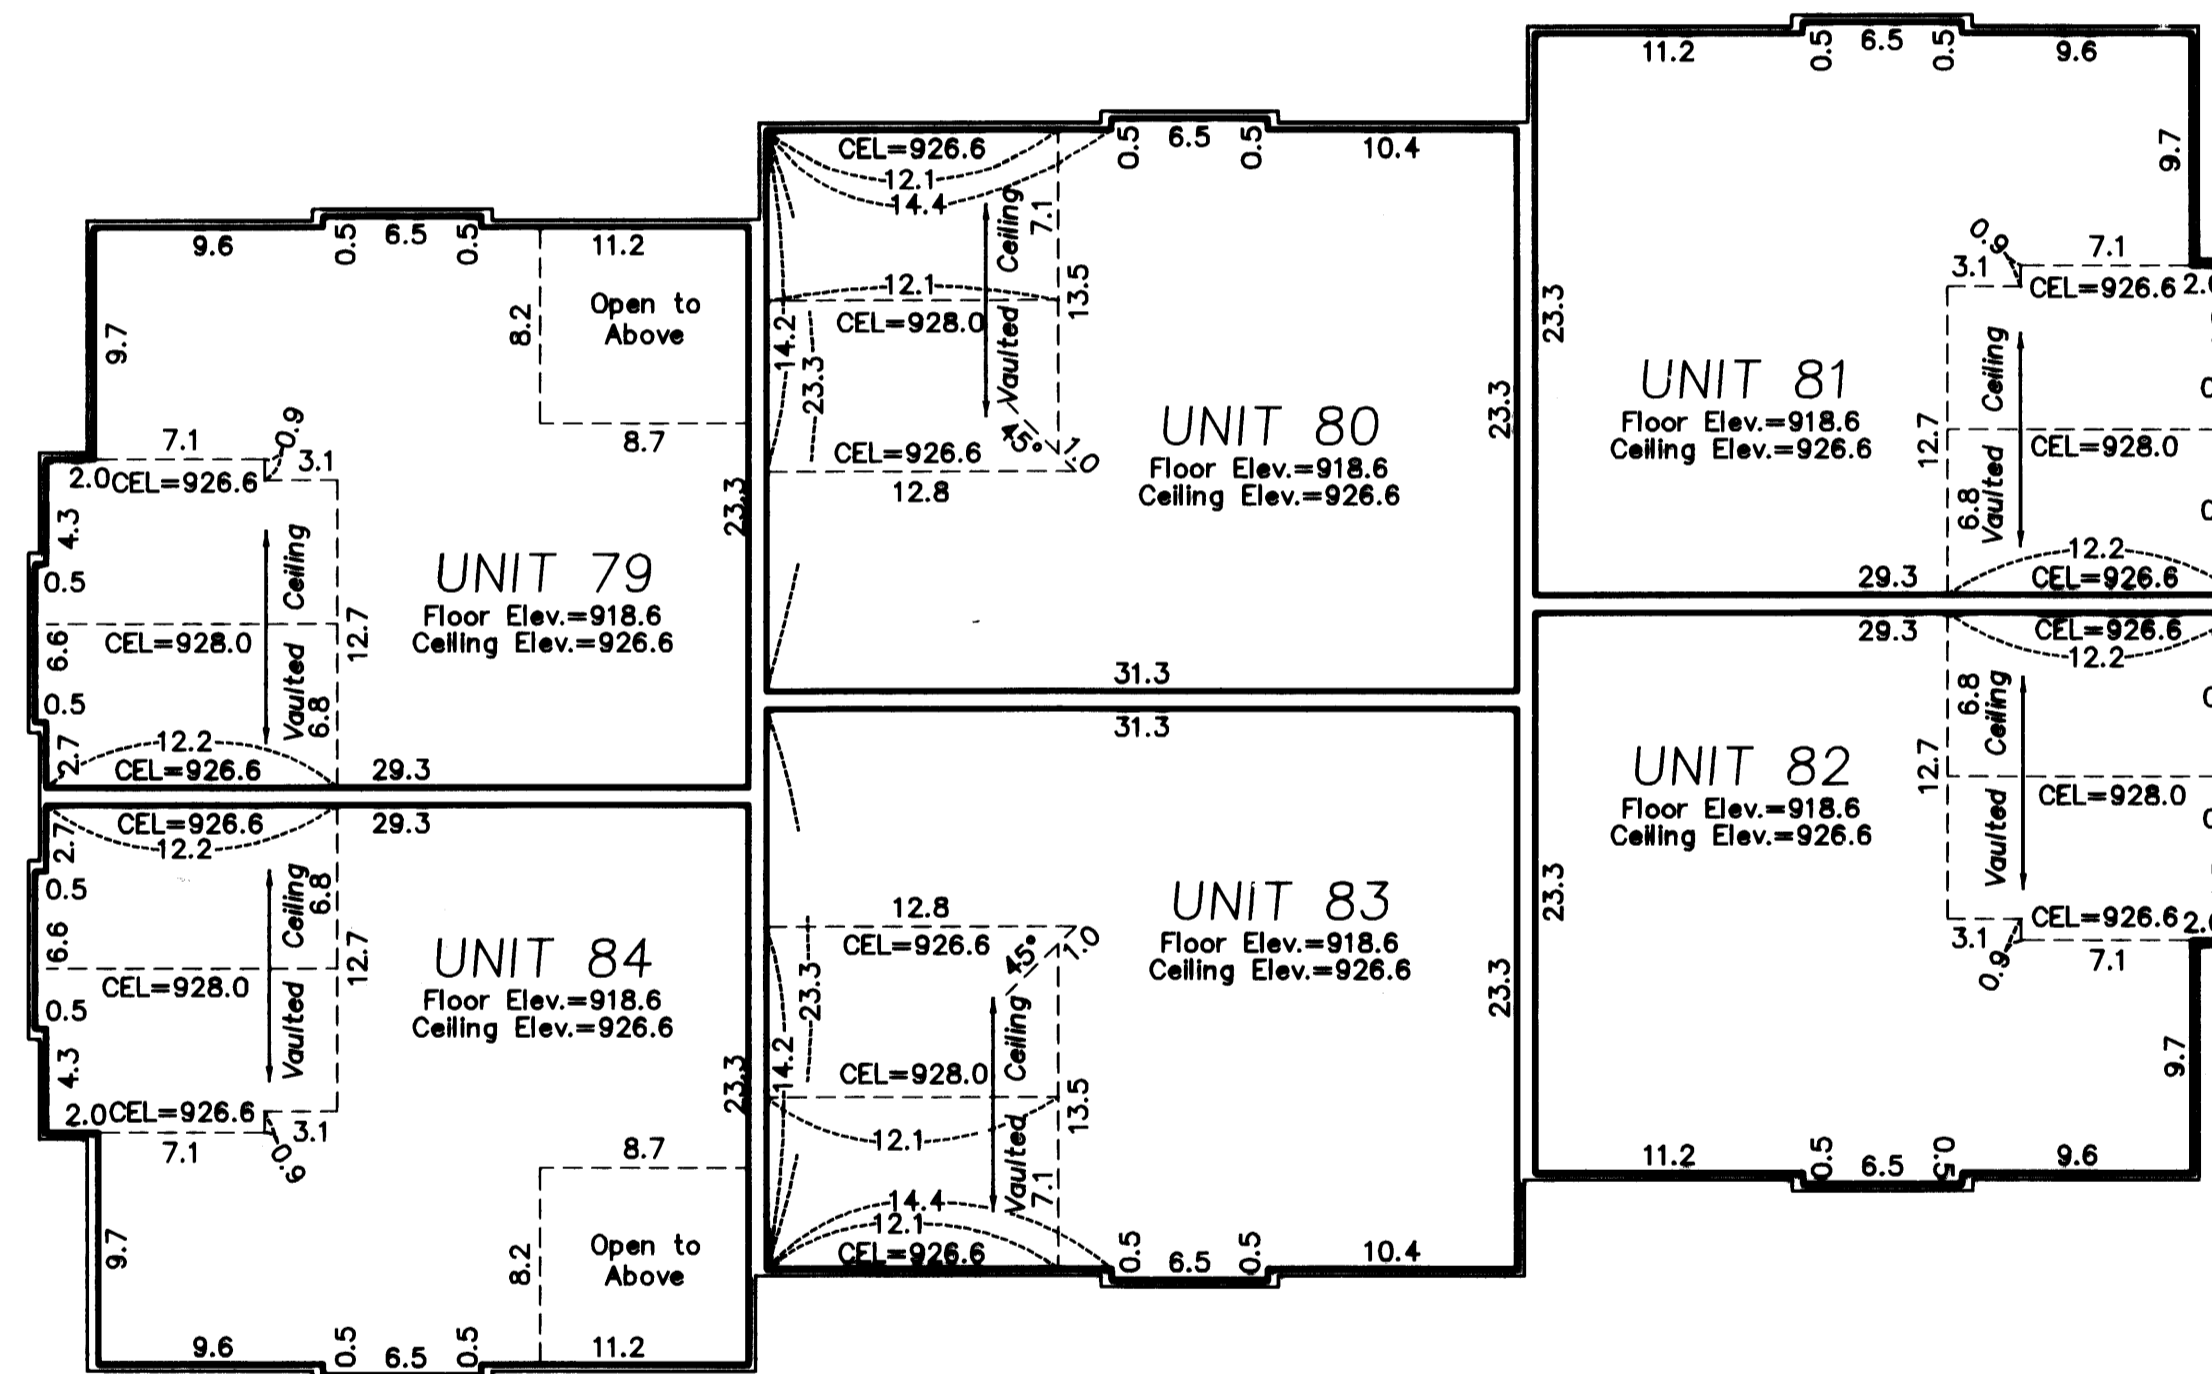 UNIT 79
Floor Elev.=918.6
Ceiling Elev.=926.6
9.6
0.5
6.5
0.5
11.2
Open to
Above
8.2
8.7
9.7
7.1
0.9
3.1
2.0
CEL=926.6
4.3
0.5
6.6
0.5
2.7
CEL=928.0
Vaulted Ceiling
12.7
6.8
12.2
CEL=926.6
29.3
23.3
UNIT 80
Floor Elev.=918.6
Ceiling Elev.=926.6
CEL=926.6
12.1
14.4
0.5
6.5
0.5
10.4
7.1
13.5
12.1
CEL=928.0
14.2
23.3
Vaulted Ceiling
45°
1.0
CEL=926.6
12.8
23.3
31.3
UNIT 81
Floor Elev.=918.6
Ceiling Elev.=926.6
11.2
0.5
6.5
0.5
9.6
9.7
0.9
7.1
3.1
CEL=926.6
23.3
12.7
Vaulted Ceiling
CEL=928.0
6.8
12.2
CEL=926.6
29.3
UNIT 84
Floor Elev.=918.6
Ceiling Elev.=926.6
CEL=926.6
12.2
29.3
2.7
0.5
6.6
0.5
4.3
6.8
12.7
CEL=928.0
Vaulted Ceiling
2.0
CEL=926.6
7.1
3.1
0.9
23.3
9.7
8.7
8.2
Open to
Above
9.6
0.5
6.5
0.5
11.2
UNIT 83
Floor Elev.=918.6
Ceiling Elev.=926.6
31.3
12.8
CEL=926.6
45°
1.0
23.3
14.2
CEL=928.0
Vaulted Ceiling
12.1
13.5
7.1
14.4
12.1
CEL=926.6
0.5
6.5
0.5
10.4
23.3
UNIT 82
Floor Elev.=918.6
Ceiling Elev.=926.6
29.3
CEL=926.6
12.2
6.8
Vaulted Ceiling
12.7
CEL=928.0
23.3
CEL=926.6
3.1
0.9
7.1
9.7
11.2
0.5
6.5
0.5
9.6